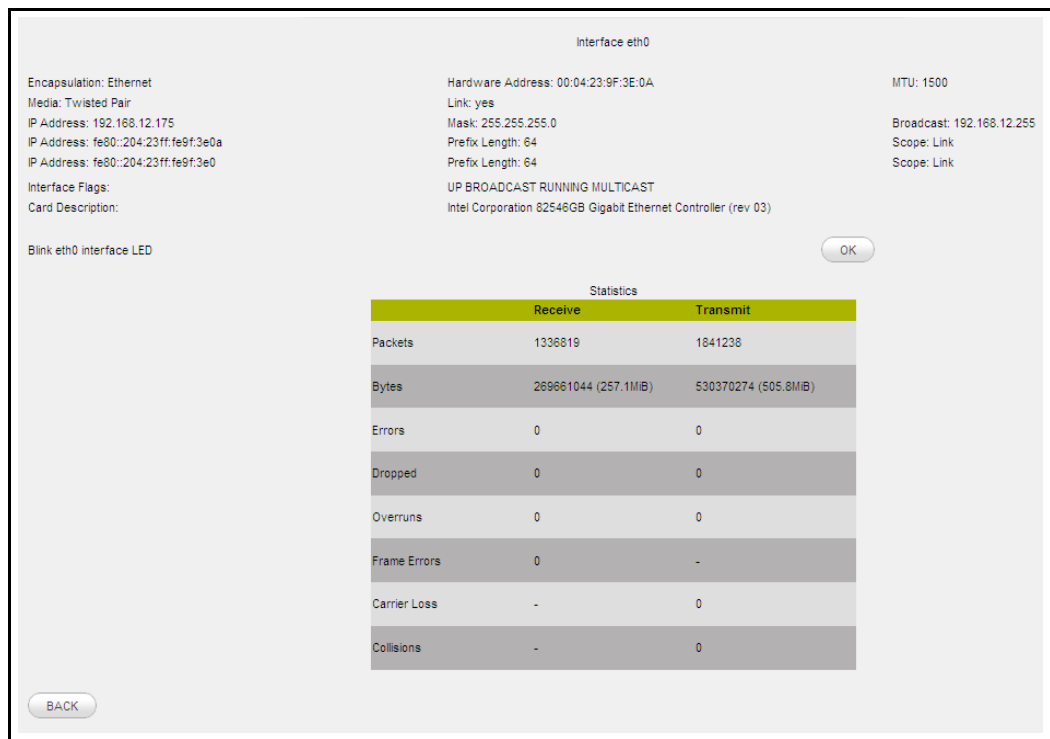 Interface eth0
Encapsulation: Ethernet Hardware Address: 00:04:23:9F:3E:0A MTU: 1500
Media: Twisted Pair Link: yes
IP Address: 192.168.12.175 Mask: 255.255.255.0 Broadcast: 192.168.12.255
IP Address: fe80::204:23ff:fe9f:3e0a Prefix Length: 64 Scope: Link
IP Address: fe80::204:23ff:fe9f:3e0 Prefix Length: 64 Scope: Link
Interface Flags: UP BROADCAST RUNNING MULTICAST
Card Description: Intel Corporation 82546GB Gigabit Ethernet Controller (rev 03)
Blink eth0 interface LED OK
Statistics
Receive Transmit
Packets 1336819 1841238
Bytes 269661044 (257.1MiB) 530370274 (505.8MiB)
Errors 0 0
Dropped 0 0
Overruns 0 0
Frame Errors 0 -
Carrier Loss - 0
Collisions - 0
BACK